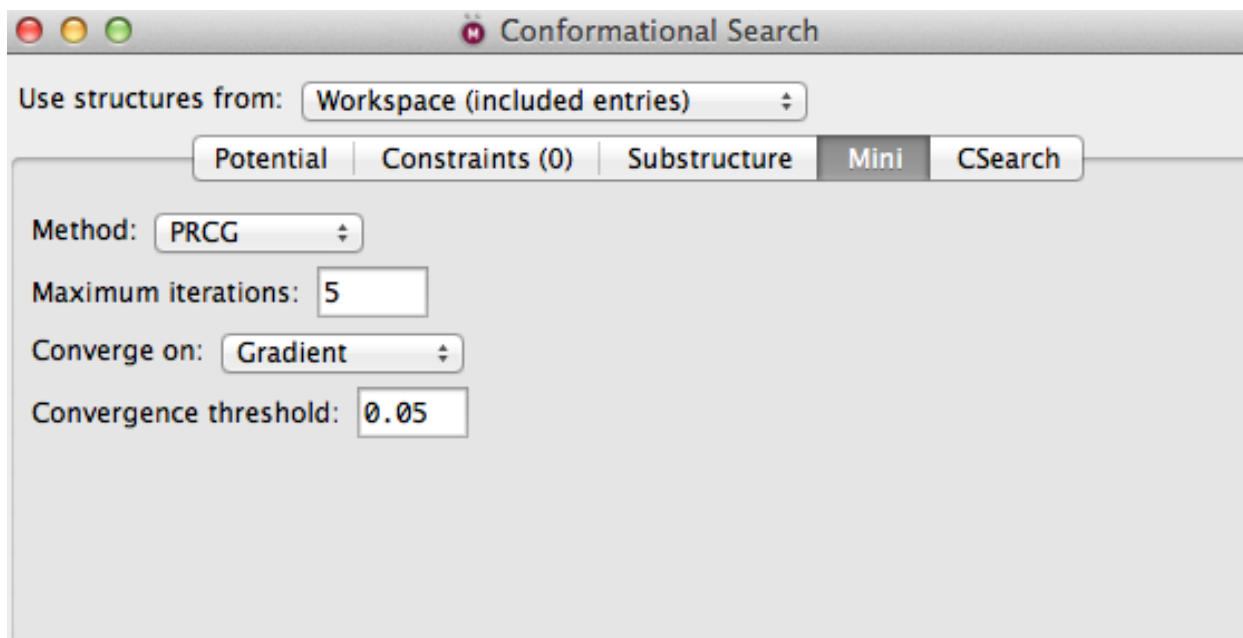 Conformational Search
Use structures from: Workspace (included entries)
Potential Constraints (0) Substructure Mini CSearch
Method: PRCG
Maximum iterations: 5
Converge on: Gradient
Convergence threshold: 0.05